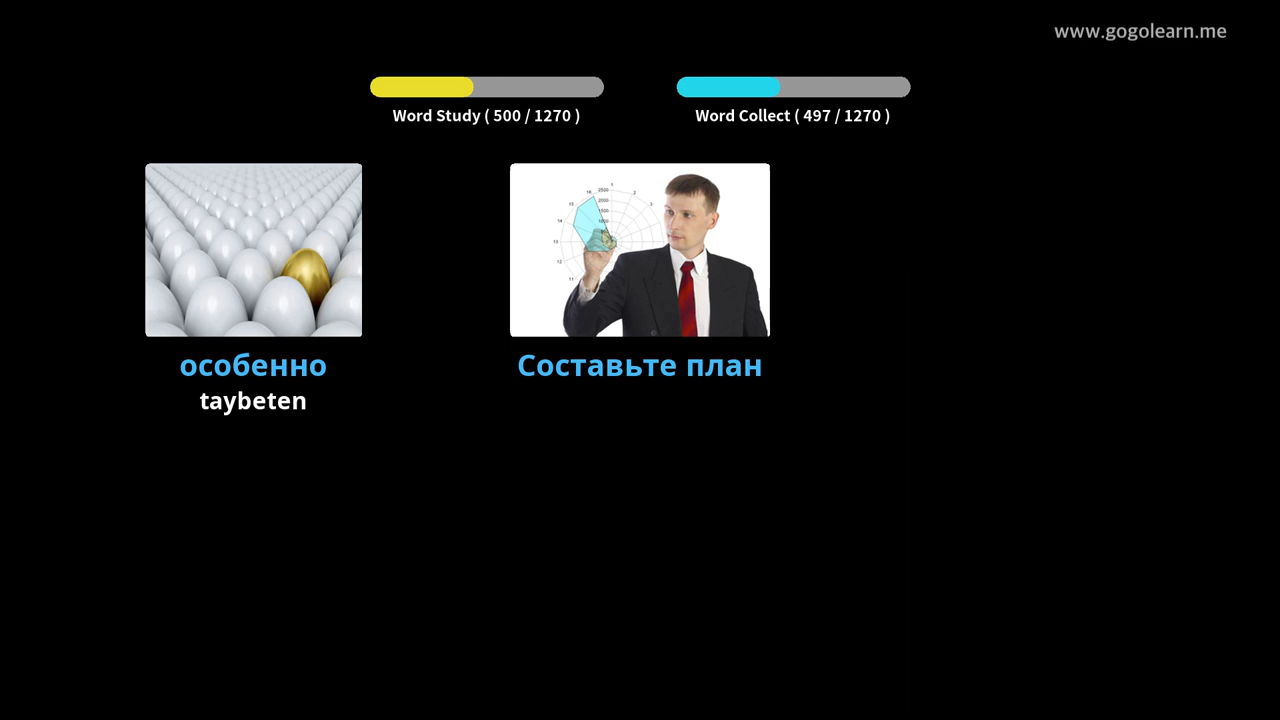 www.gogolearn.me
Word Study ( 500 / 1270 )
Word Collect ( 497 / 1270 )
особенно
taybeten
Составьте план